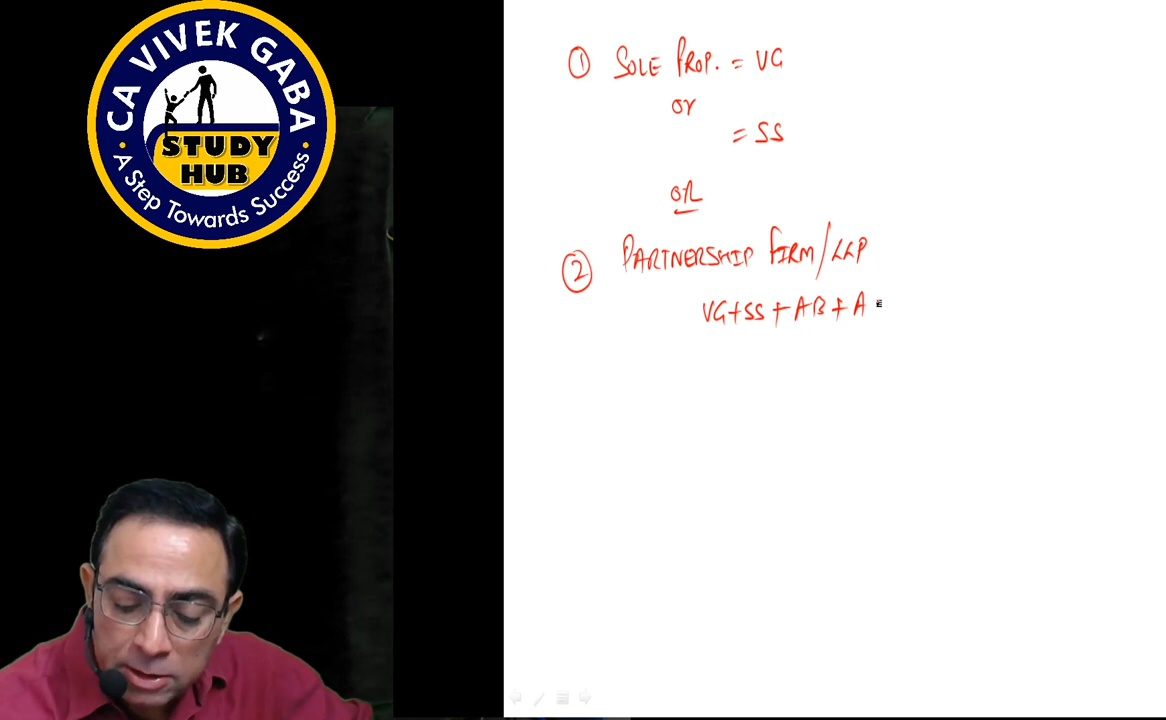 CA VIVEK GABA
STUDY
HUB
• A Step Towards Success •
① SOLE PROP. = VG
or
= SS
OR
② PARTNERSHIP FIRM/LLP
VG+SS+AB+A